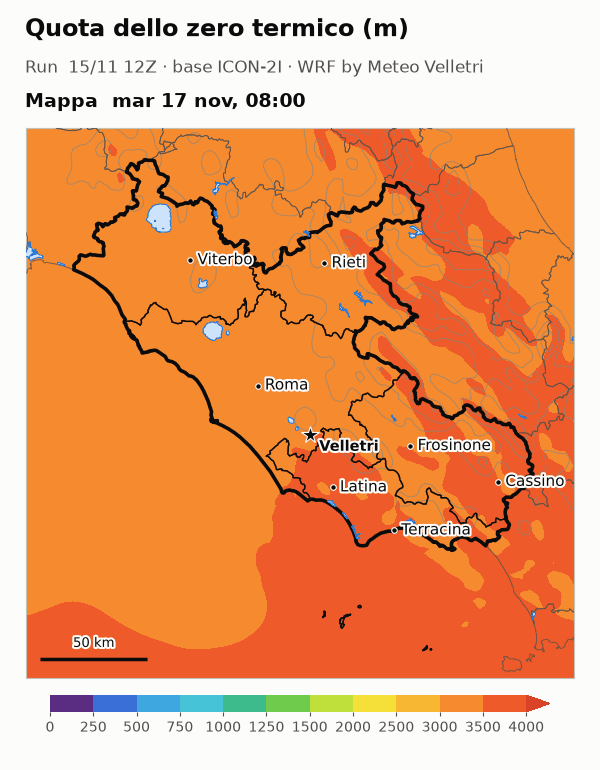 Quota dello zero termico (m)
Run  15/11 12Z · base ICON-2I · WRF by Meteo Velletri
Mappa  mar 17 nov, 08:00
Viterbo
Rieti
Roma
Velletri
Frosinone
Cassino
Latina
Terracina
50 km
0 250 500 750 1000 1250 1500 2000 2500 3000 3500 4000